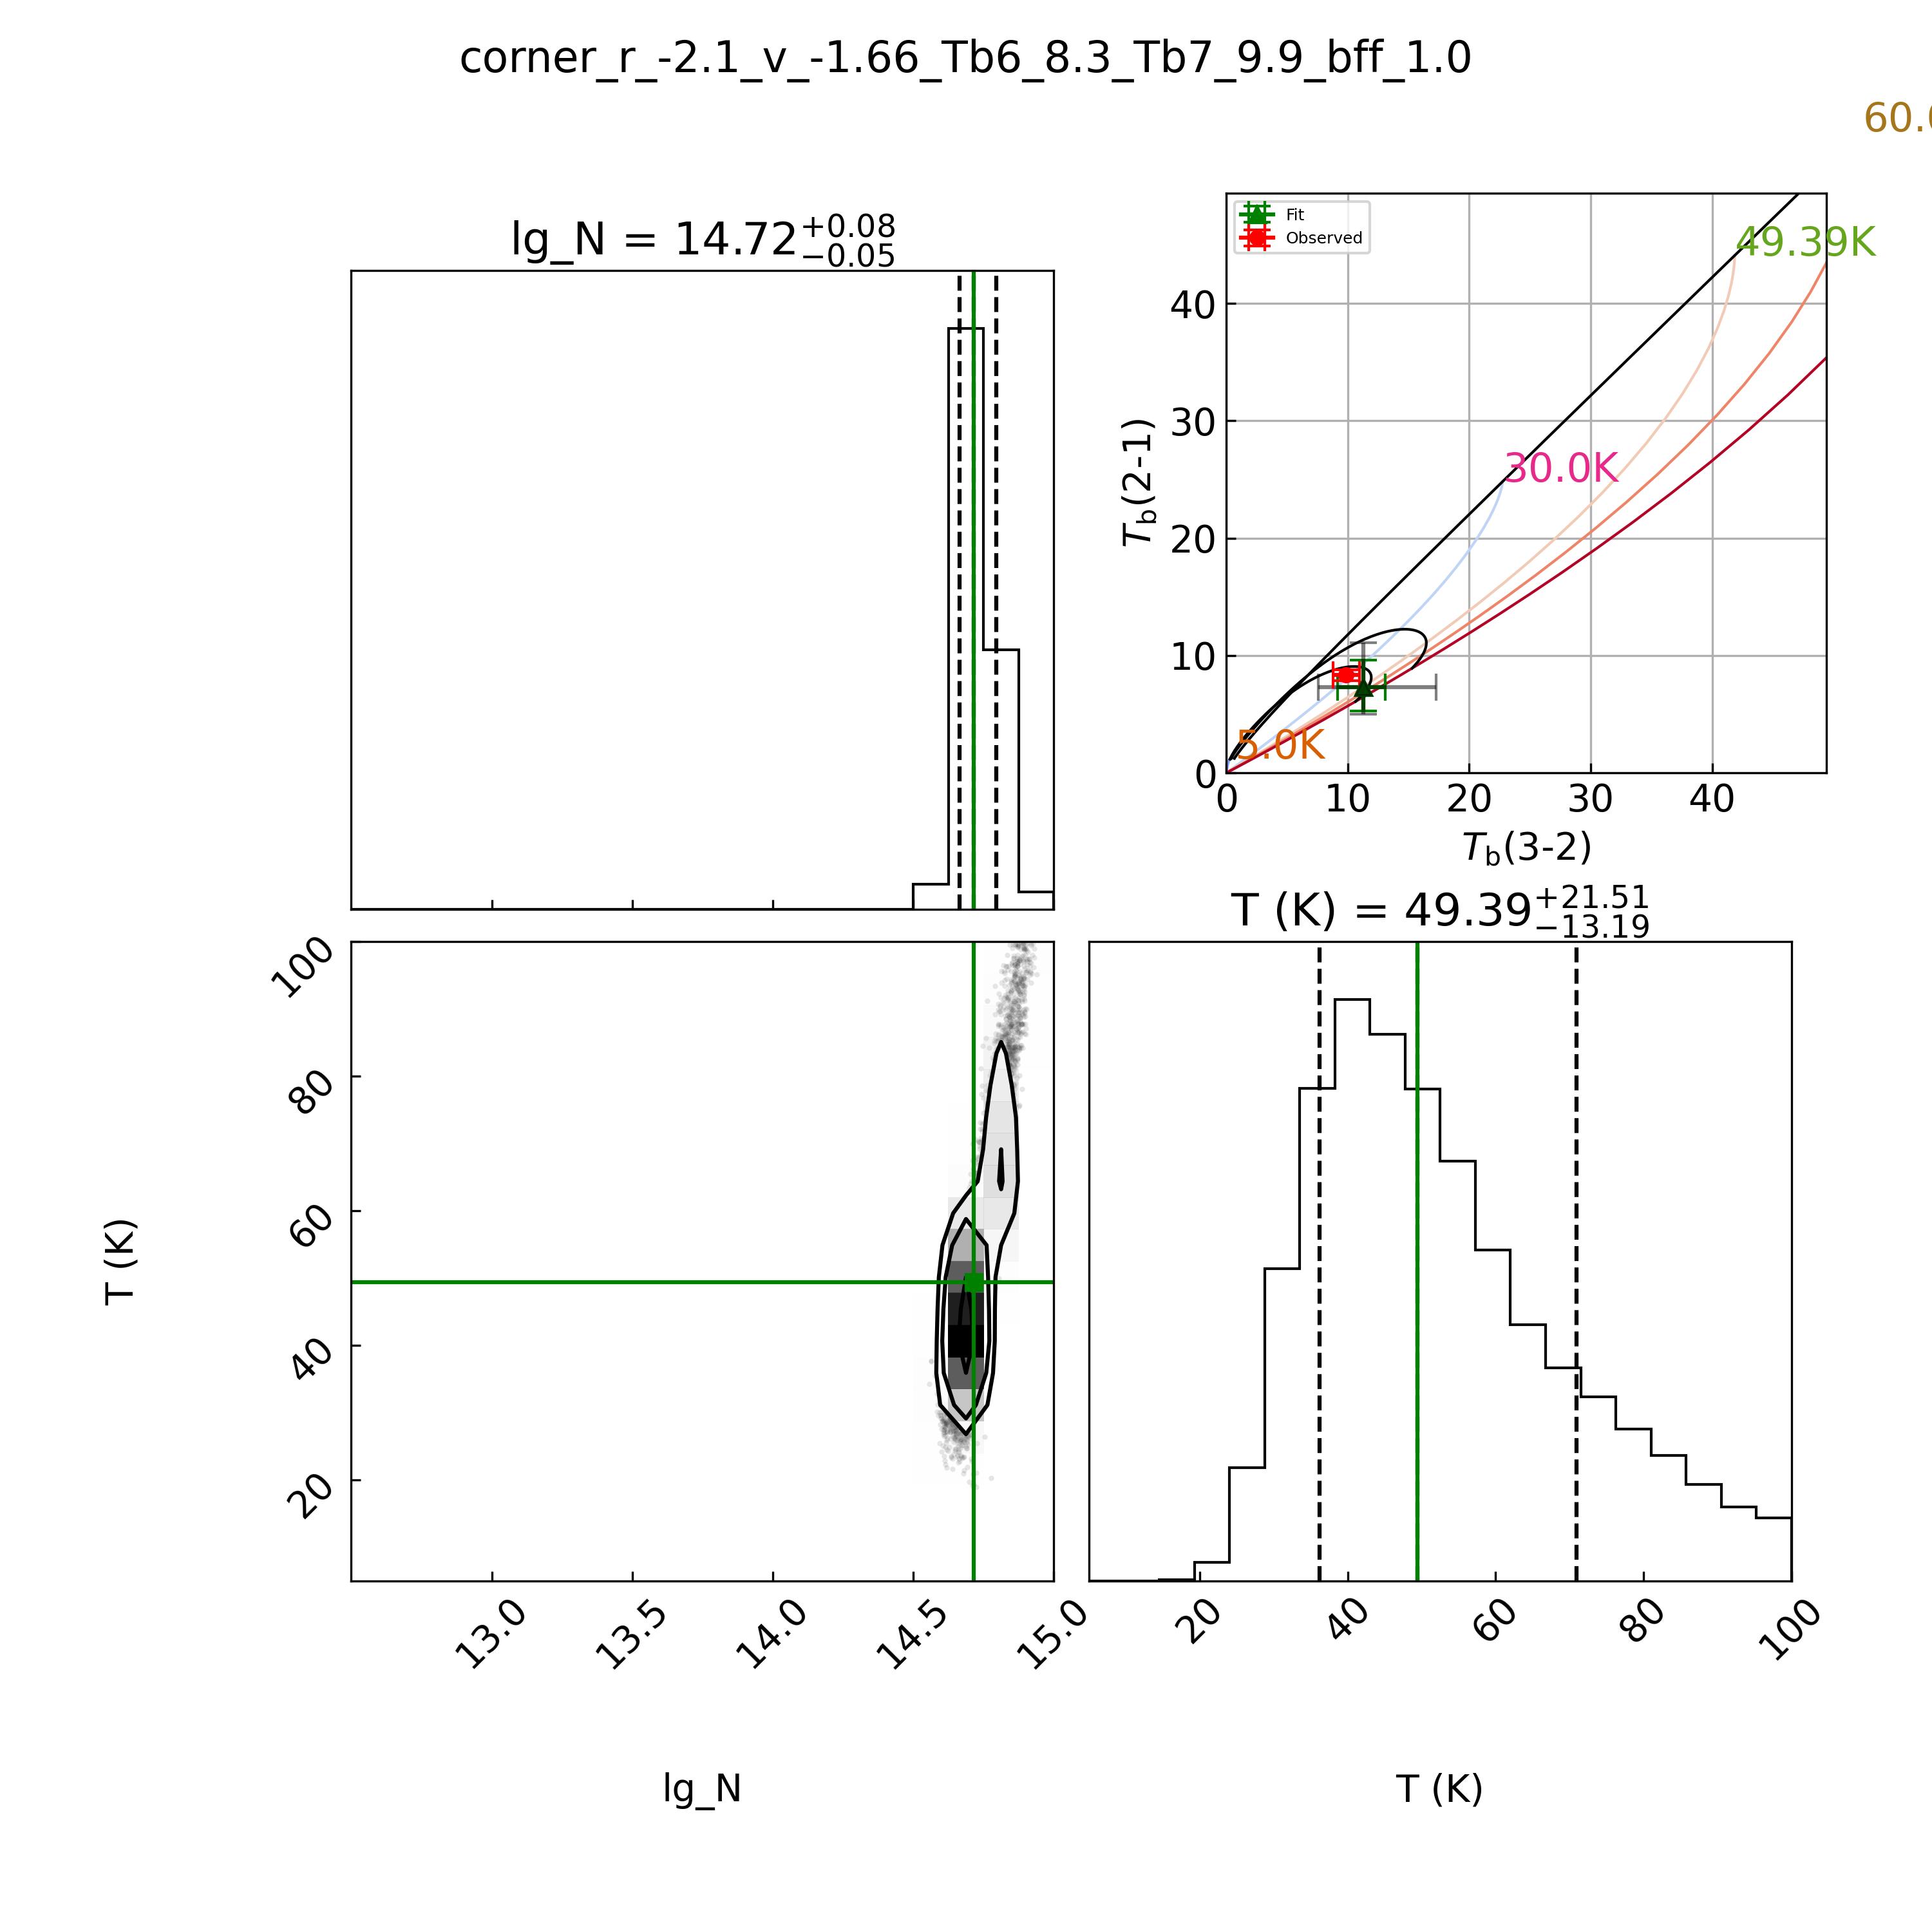 corner_r_-2.1_v_-1.66_Tb6_8.3_Tb7_9.9_bff_1.0
60.
lg_N = 14.72 +0.08 −0.05
Fit
Observed
49.39K
30.0K
5.0K
40
30
20
10
0
T_b(2-1)
0 10 20 30 40
T_b(3-2)
T (K) = 49.39 +21.51 −13.19
100
80
60
40
20
T (K)
13.0 13.5 14.0 14.5 15.0
20 40 60 80 100
lg_N
T (K)